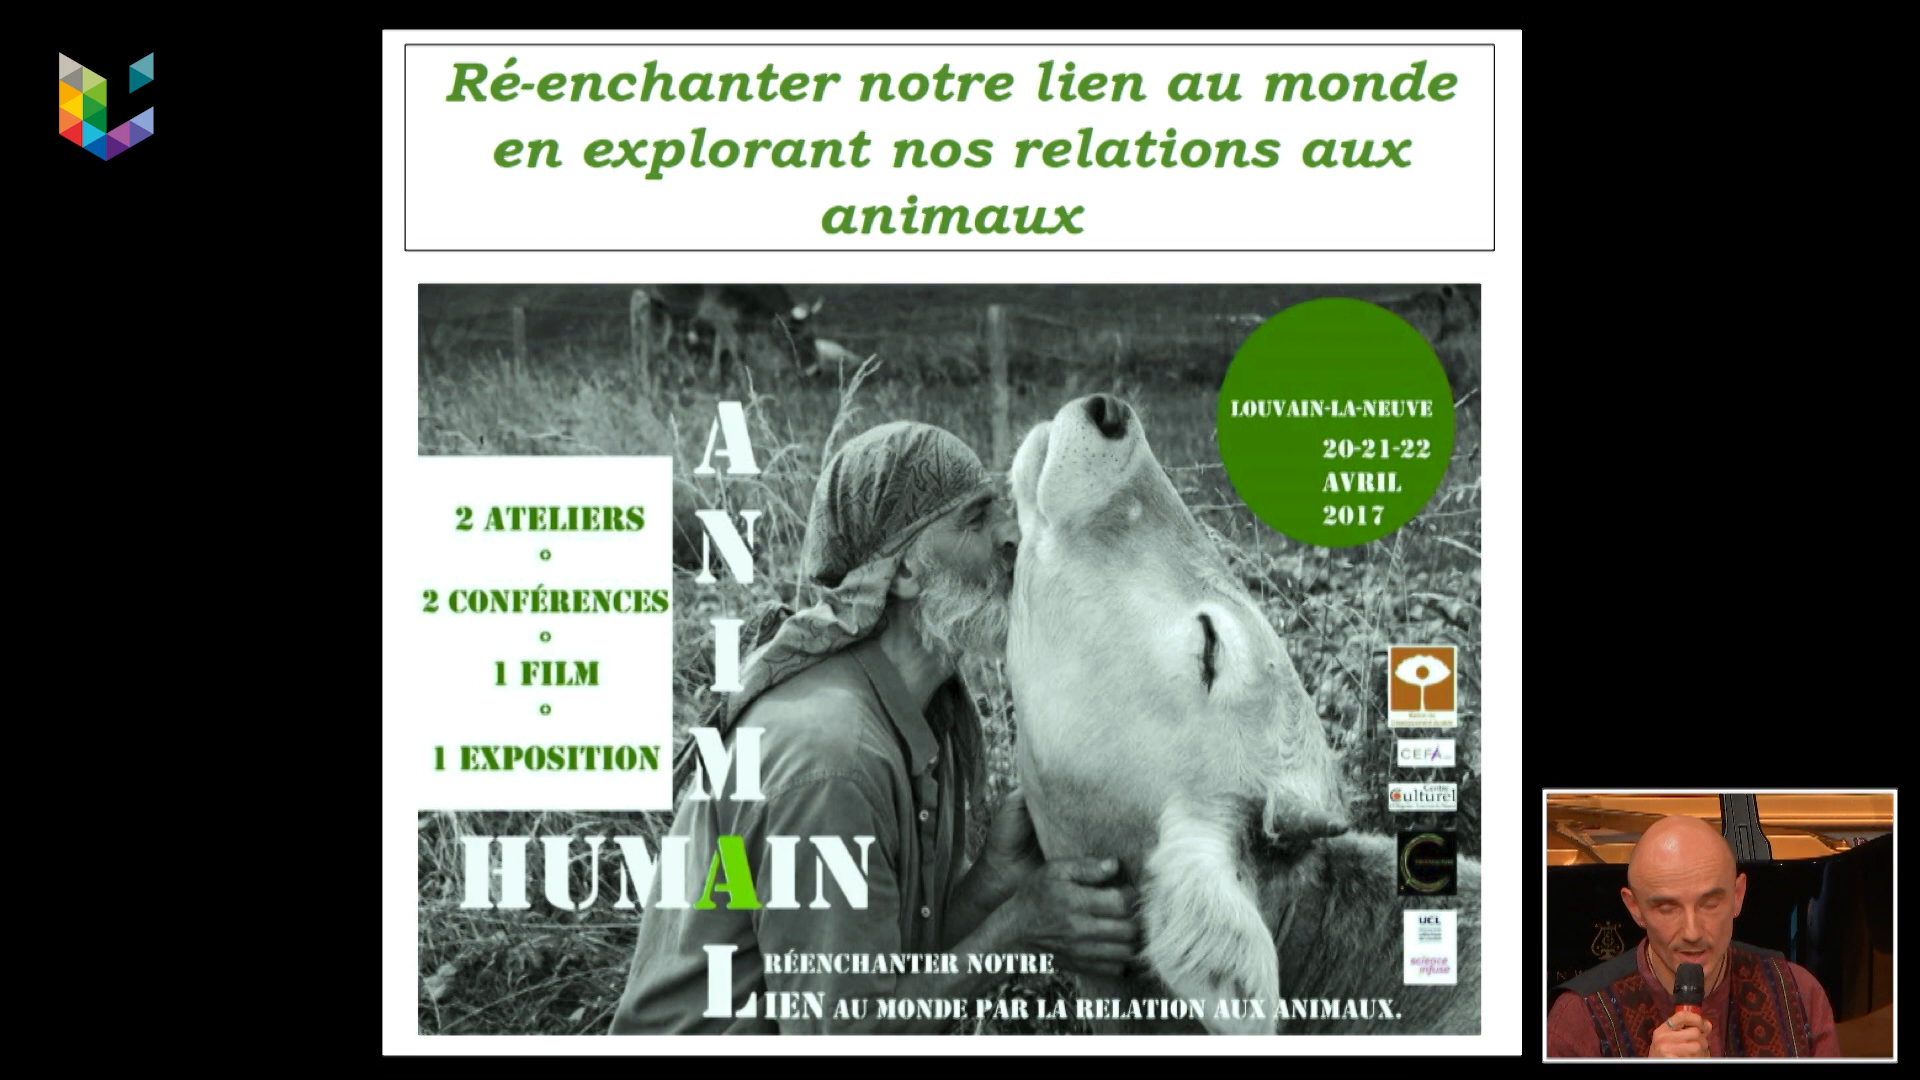 Ré-enchanter notre lien au monde
en explorant nos relations aux
animaux
LOUVAIN-LA-NEUVE
20-21-22
AVRIL
2017
2 ATELIERS
2 CONFÉRENCES
1 FILM
1 EXPOSITION
ANIMAL
HUMAIN
RÉENCHANTER NOTRE
LIEN AU MONDE PAR LA RELATION AUX ANIMAUX.
CEFA
Centre
Culturel
UCL
science
infuse